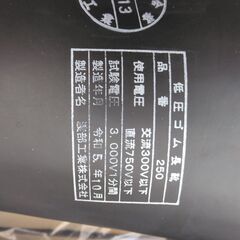 13
低圧ゴム長靴
品番 250
使用電圧 交流300V以下
直流750V以下
試験電圧 3,000V1分間
製造年月 令和5年10月
製造者名 渡部工業株式会社